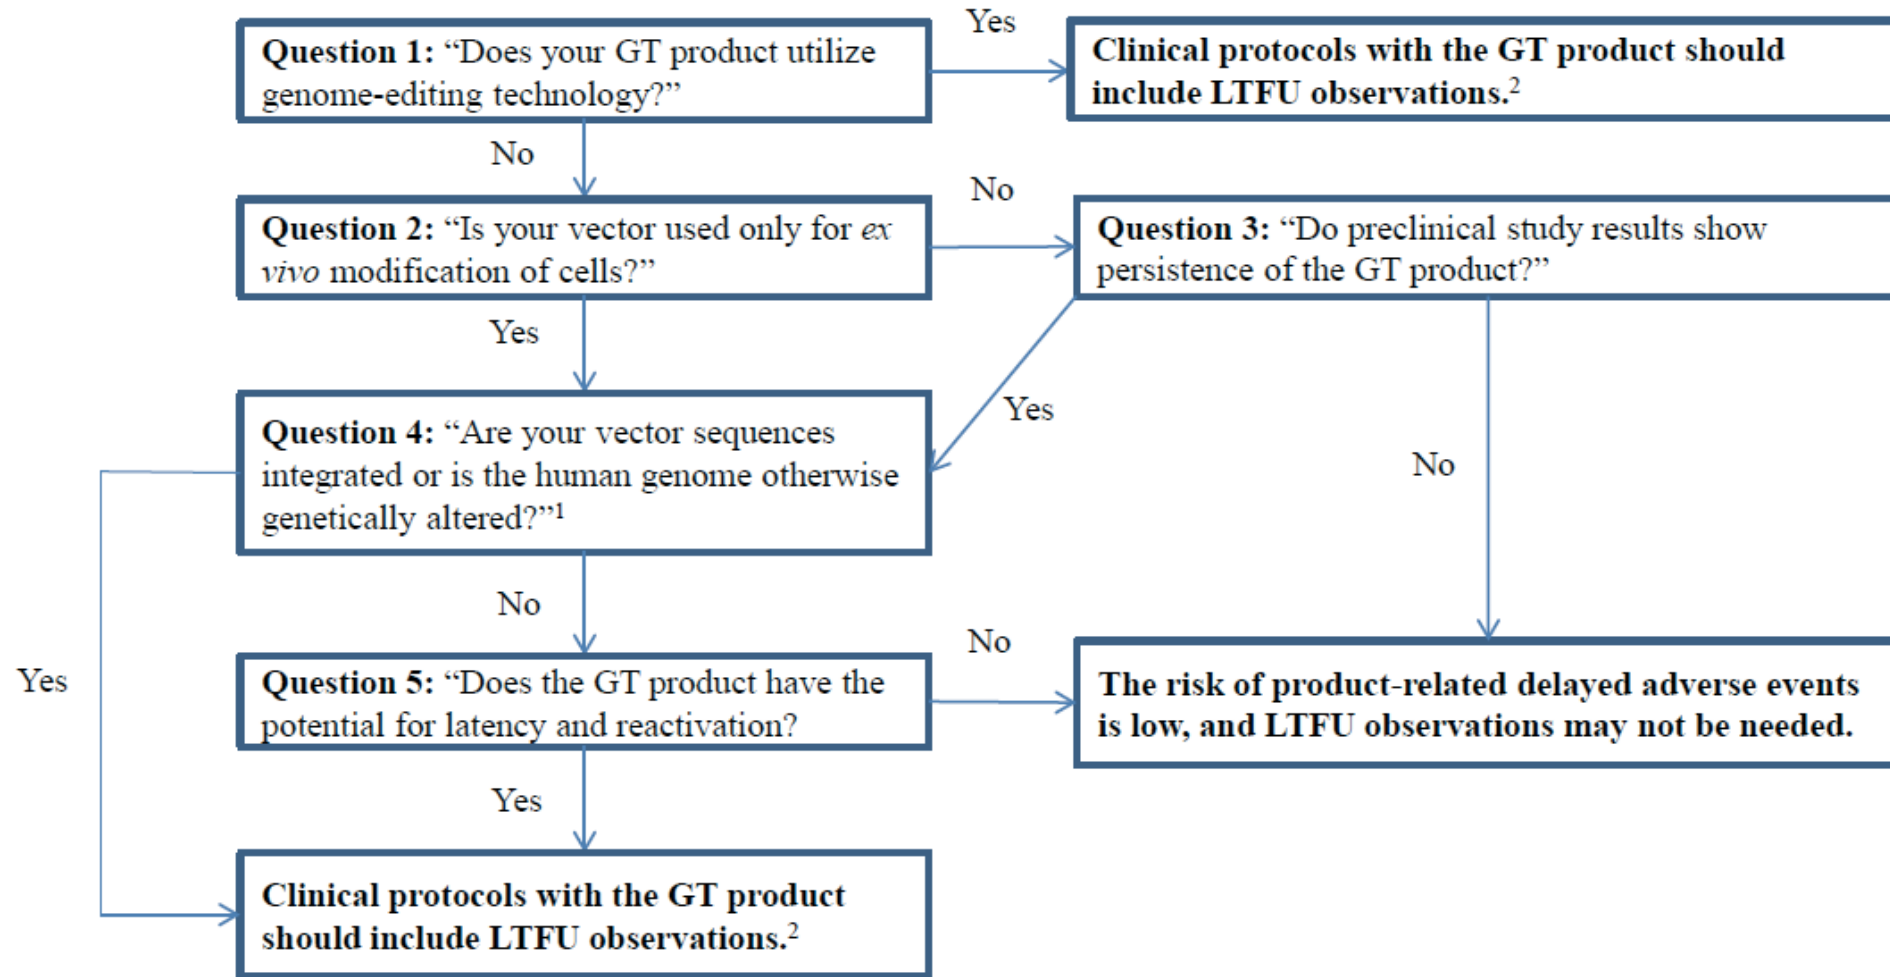 Question 1: “Does your GT product utilize
genome-editing technology?”
Yes
Clinical protocols with the GT product should
include LTFU observations.²
No
Question 2: “Is your vector used only for ex
vivo modification of cells?”
No
Question 3: “Do preclinical study results show
persistence of the GT product?”
Yes
Yes
No
Question 4: “Are your vector sequences
integrated or is the human genome otherwise
genetically altered?”¹
No
Yes
Question 5: “Does the GT product have the
potential for latency and reactivation?
No
The risk of product-related delayed adverse events
is low, and LTFU observations may not be needed.
Yes
Clinical protocols with the GT product
should include LTFU observations.²